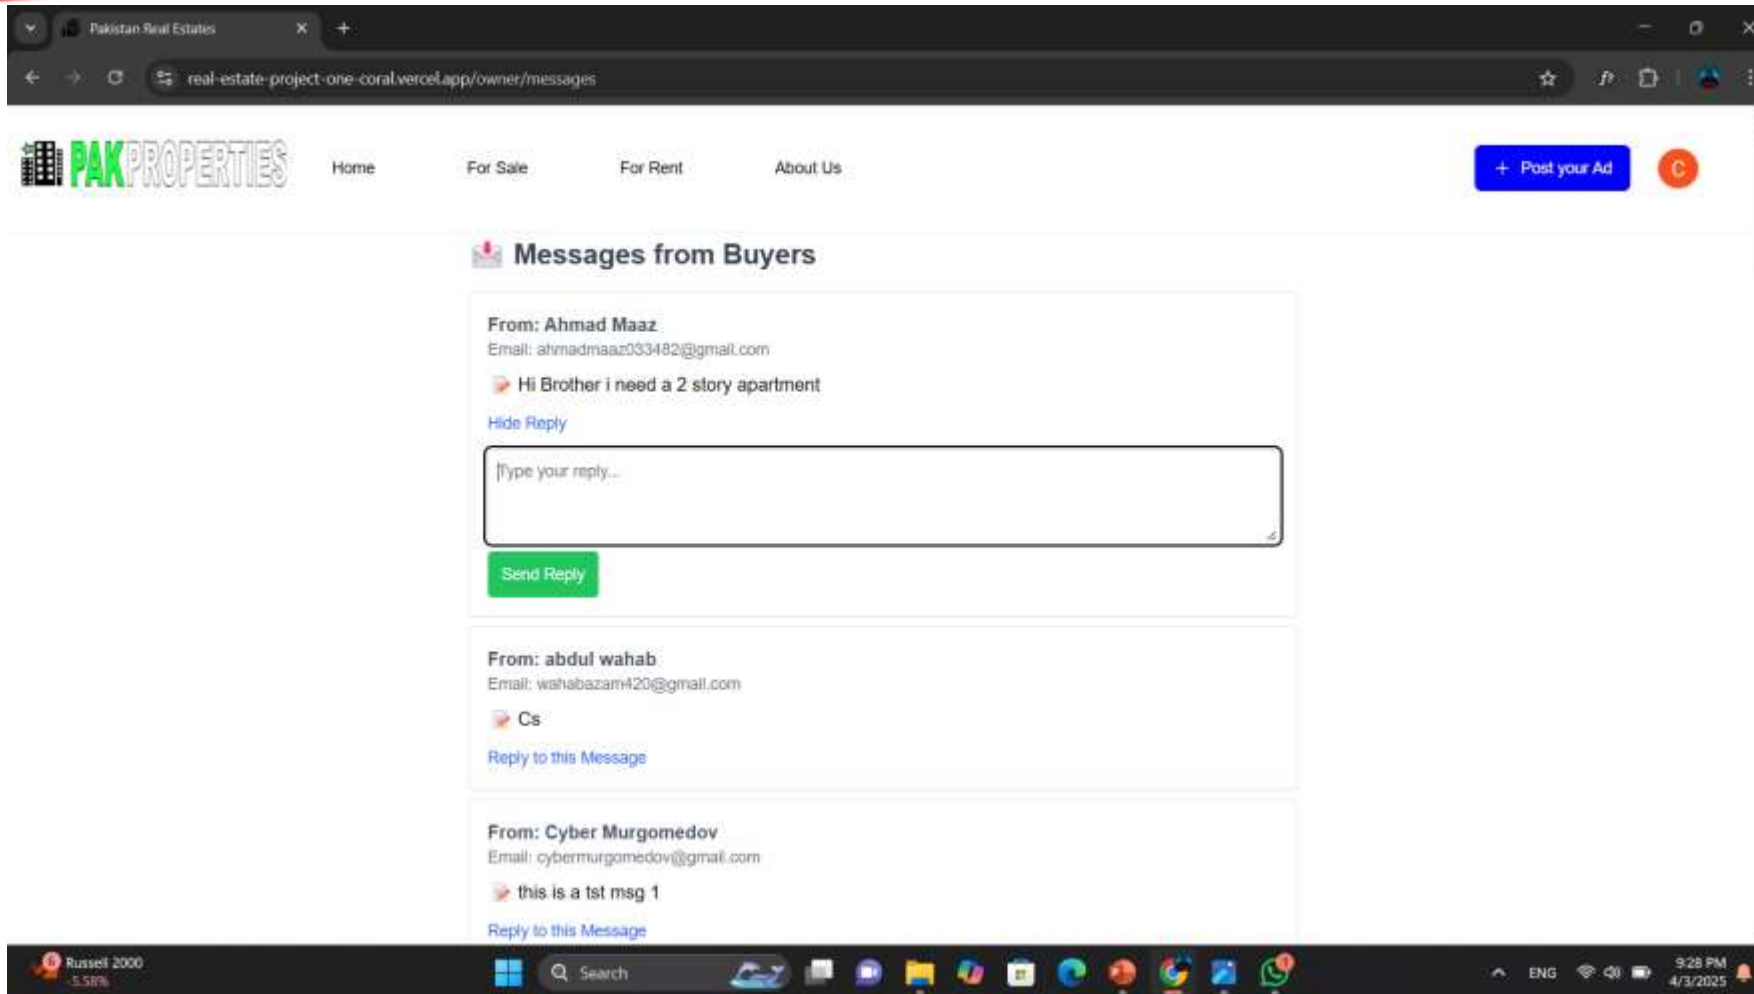 Pakistan Real Estates
real-estate-project-one-coral.vercel.app/owner/messages
PAKPROPERTIES
Home
For Sale
For Rent
About Us
+ Post your Ad
C
Messages from Buyers
From: Ahmad Maaz
Email: ahmadmaaz033482@gmail.com
Hi Brother i need a 2 story apartment
Hide Reply
Type your reply...
Send Reply
From: abdul wahab
Email: wahabazam420@gmail.com
Cs
Reply to this Message
From: Cyber Murgomedov
Email: cybermurgomedov@gmail.com
this is a tst msg 1
Reply to this Message
6
Russell 2000
-5.58%
Search
ENG
9:28 PM
4/3/2025